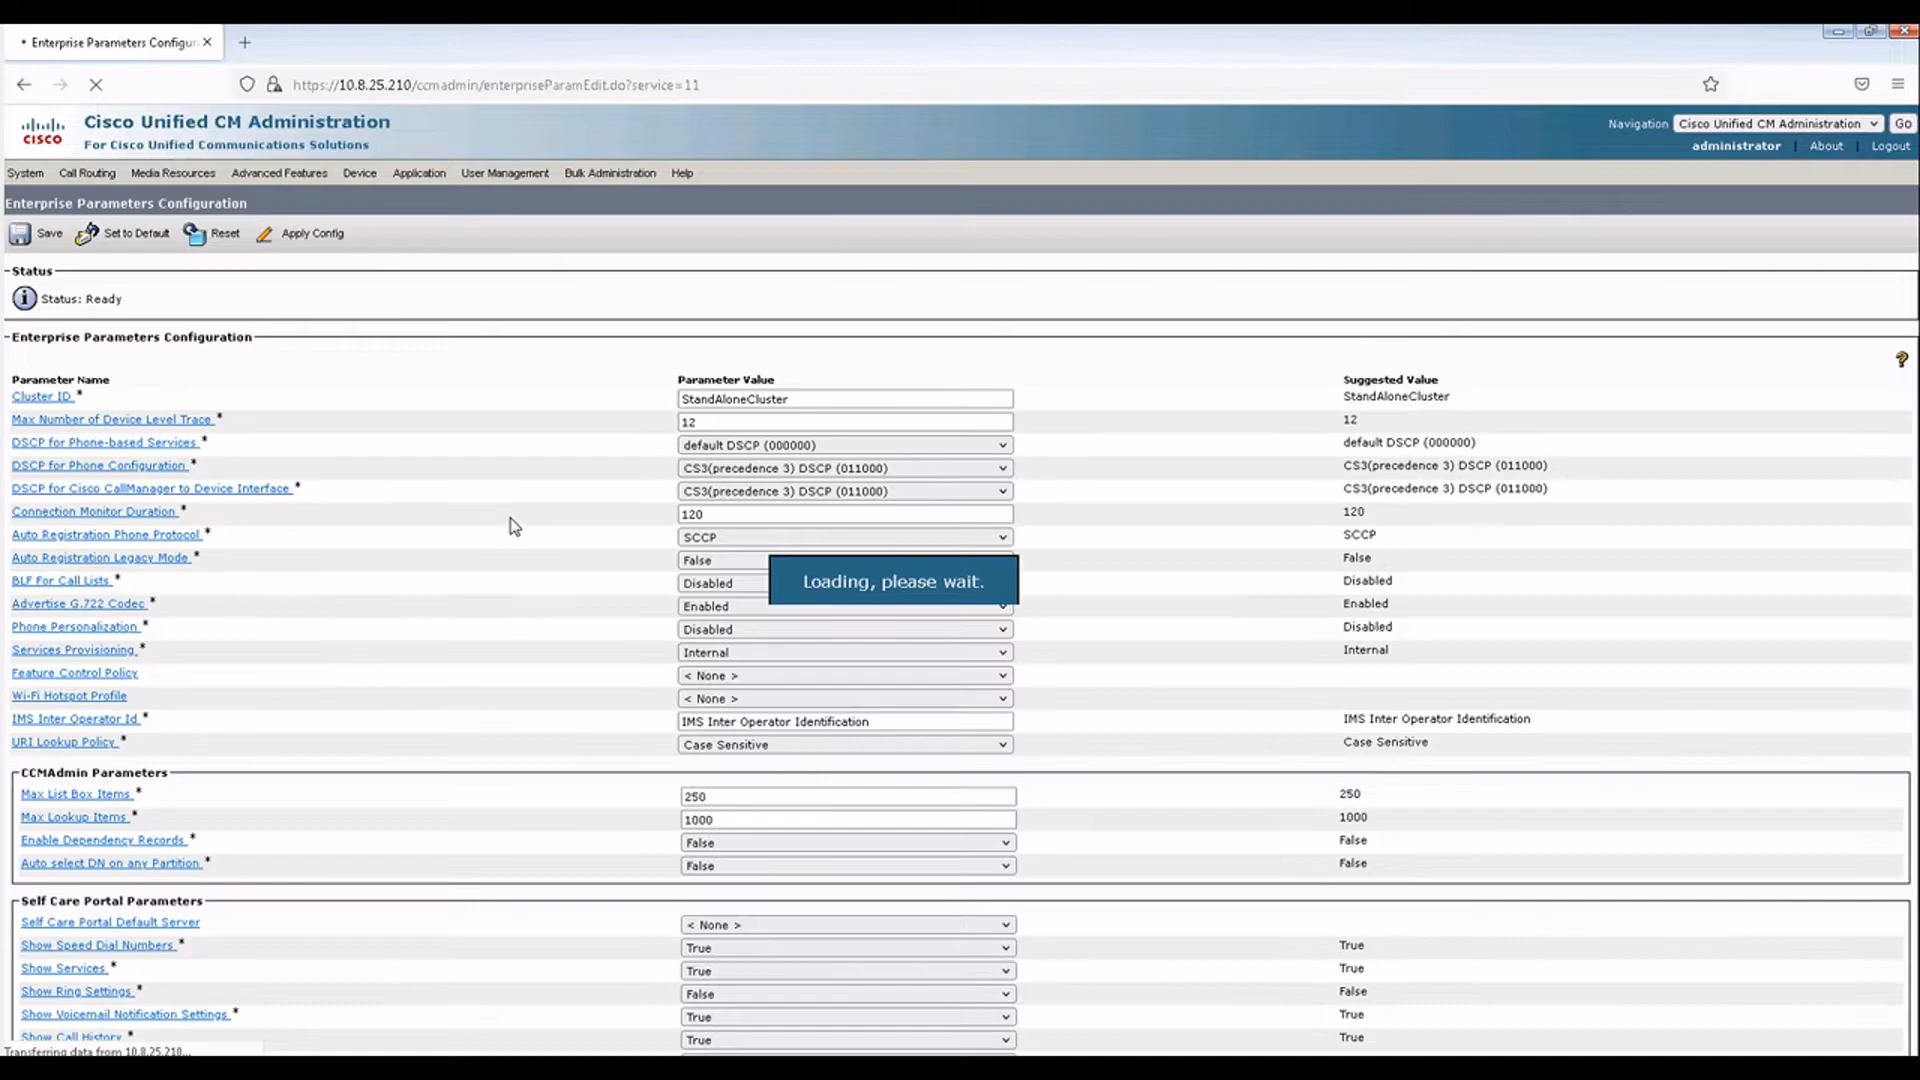 Enterprise Parameters Configur
https://10.8.25.210/ccmadmin/enterpriseParamEdit.do?service=11
CISCO
Cisco Unified CM Administration
For Cisco Unified Communications Solutions
Navigation Cisco Unified CM Administration Go
administrator | About | Logout
System Call Routing Media Resources Advanced Features Device Application User Management Bulk Administration Help
Enterprise Parameters Configuration
Save Set to Default Reset Apply Config
Status
Status: Ready
Enterprise Parameters Configuration
Parameter Name Parameter Value Suggested Value
Cluster ID * StandAloneCluster StandAloneCluster
Max Number of Device Level Trace * 12 12
DSCP for Phone-based Services * default DSCP (000000) default DSCP (000000)
DSCP for Phone Configuration * CS3(precedence 3) DSCP (011000) CS3(precedence 3) DSCP (011000)
DSCP for Cisco CallManager to Device Interface * CS3(precedence 3) DSCP (011000) CS3(precedence 3) DSCP (011000)
Connection Monitor Duration * 120 120
Auto Registration Phone Protocol * SCCP SCCP
Auto Registration Legacy Mode * False False
BLF For Call Lists * Disabled Disabled
Loading, please wait.
Advertise G.722 Codec * Enabled Enabled
Phone Personalization * Disabled Disabled
Services Provisioning * Internal Internal
Feature Control Policy < None >
Wi-Fi Hotspot Profile < None >
IMS Inter Operator Id * IMS Inter Operator Identification IMS Inter Operator Identification
URI Lookup Policy * Case Sensitive Case Sensitive
CCMAdmin Parameters
Max List Box Items * 250 250
Max Lookup Items * 1000 1000
Enable Dependency Records * False False
Auto select DN on any Partition * False False
Self Care Portal Parameters
Self Care Portal Default Server < None >
Show Speed Dial Numbers * True True
Show Services * True True
Show Ring Settings * False False
Show Voicemail Notification Settings * True True
Show Call History * True True
Transferring data from 10.8.25.210...